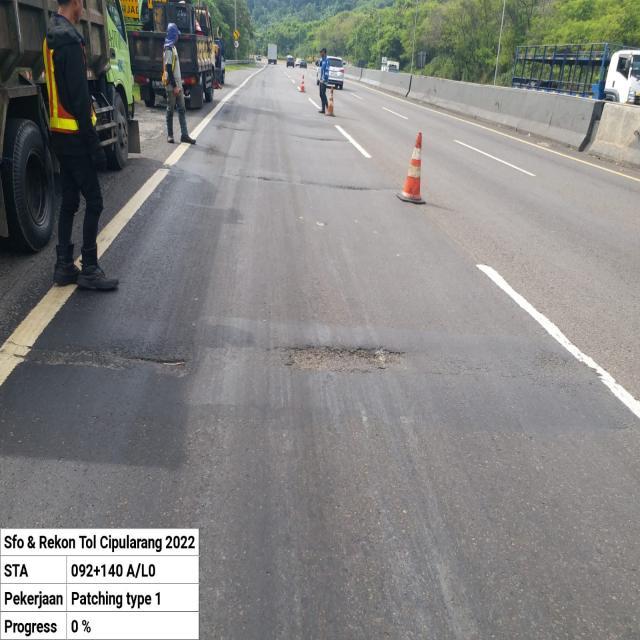 Sfo & Rekon Tol Cipularang 2022
STA 092+140 A/L0
Pekerjaan Patching type 1
Progress 0 %